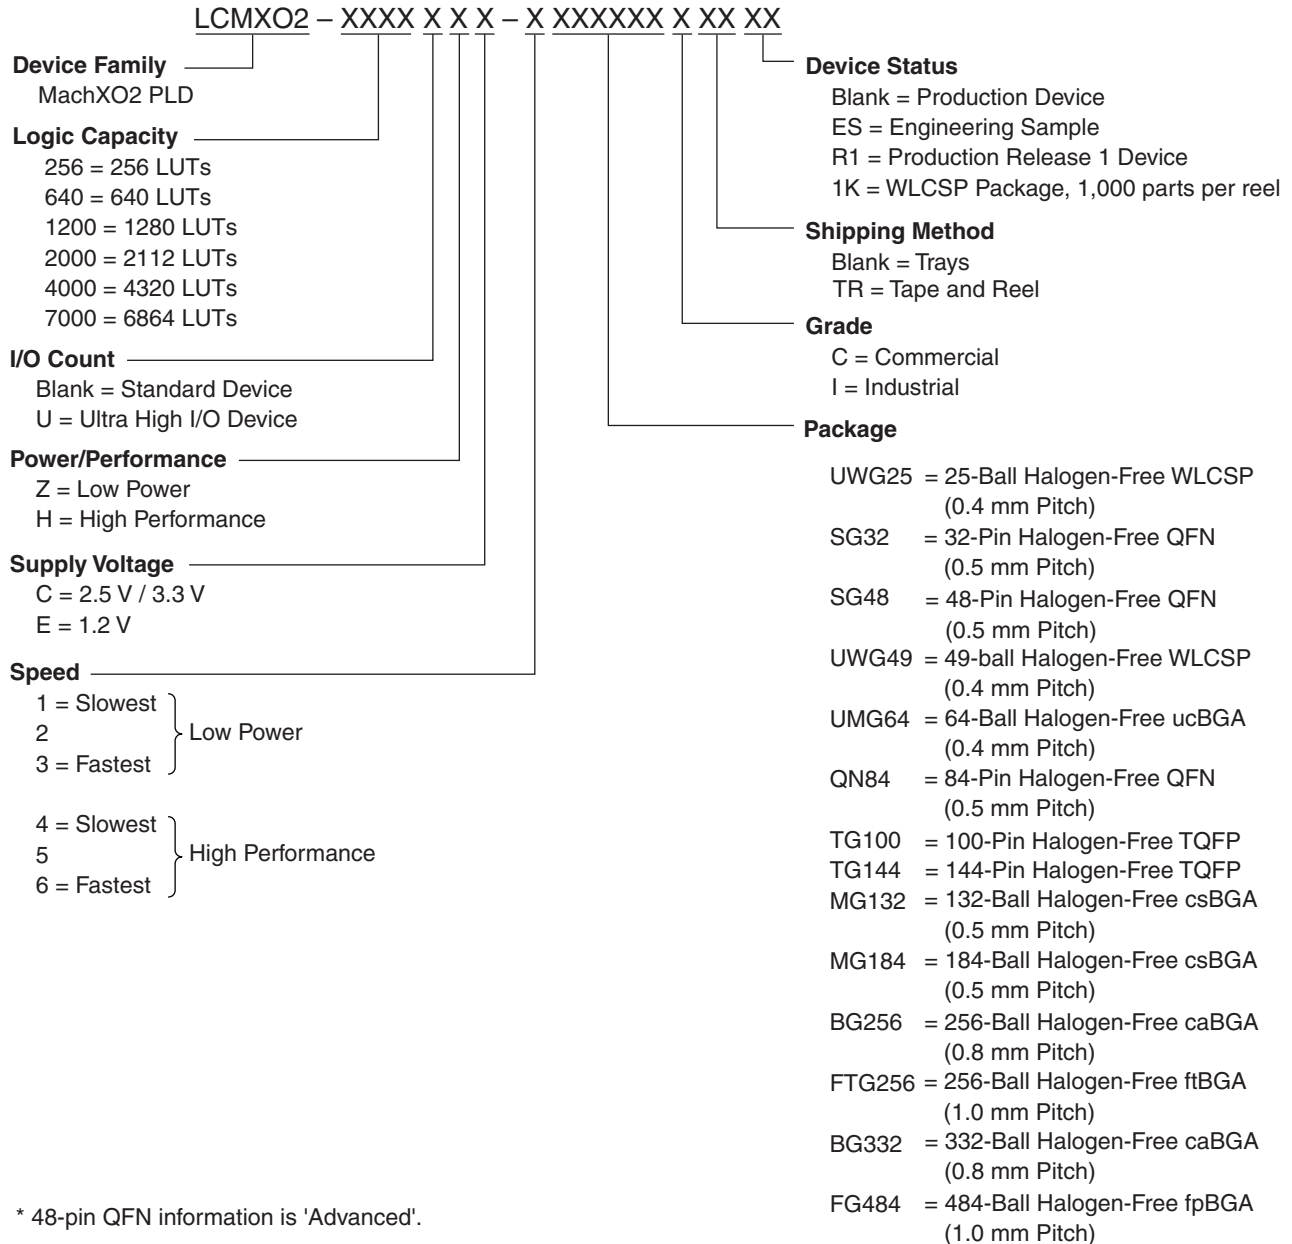 LCMXO2 – XXXX X X X – X XXXXXX X XX XX
Device Family
MachXO2 PLD
Logic Capacity
256 = 256 LUTs
640 = 640 LUTs
1200 = 1280 LUTs
2000 = 2112 LUTs
4000 = 4320 LUTs
7000 = 6864 LUTs
I/O Count
Blank = Standard Device
U = Ultra High I/O Device
Power/Performance
Z = Low Power
H = High Performance
Supply Voltage
C = 2.5 V / 3.3 V
E = 1.2 V
Speed
1 = Slowest
2
3 = Fastest
Low Power
4 = Slowest
5
6 = Fastest
High Performance
Device Status
Blank = Production Device
ES = Engineering Sample
R1 = Production Release 1 Device
1K = WLCSP Package, 1,000 parts per reel
Shipping Method
Blank = Trays
TR = Tape and Reel
Grade
C = Commercial
I = Industrial
Package
UWG25 = 25-Ball Halogen-Free WLCSP
(0.4 mm Pitch)
SG32 = 32-Pin Halogen-Free QFN
(0.5 mm Pitch)
SG48 = 48-Pin Halogen-Free QFN
(0.5 mm Pitch)
UWG49 = 49-ball Halogen-Free WLCSP
(0.4 mm Pitch)
UMG64 = 64-Ball Halogen-Free ucBGA
(0.4 mm Pitch)
QN84 = 84-Pin Halogen-Free QFN
(0.5 mm Pitch)
TG100 = 100-Pin Halogen-Free TQFP
TG144 = 144-Pin Halogen-Free TQFP
MG132 = 132-Ball Halogen-Free csBGA
(0.5 mm Pitch)
MG184 = 184-Ball Halogen-Free csBGA
(0.5 mm Pitch)
BG256 = 256-Ball Halogen-Free caBGA
(0.8 mm Pitch)
FTG256 = 256-Ball Halogen-Free ftBGA
(1.0 mm Pitch)
BG332 = 332-Ball Halogen-Free caBGA
(0.8 mm Pitch)
FG484 = 484-Ball Halogen-Free fpBGA
(1.0 mm Pitch)
* 48-pin QFN information is 'Advanced'.